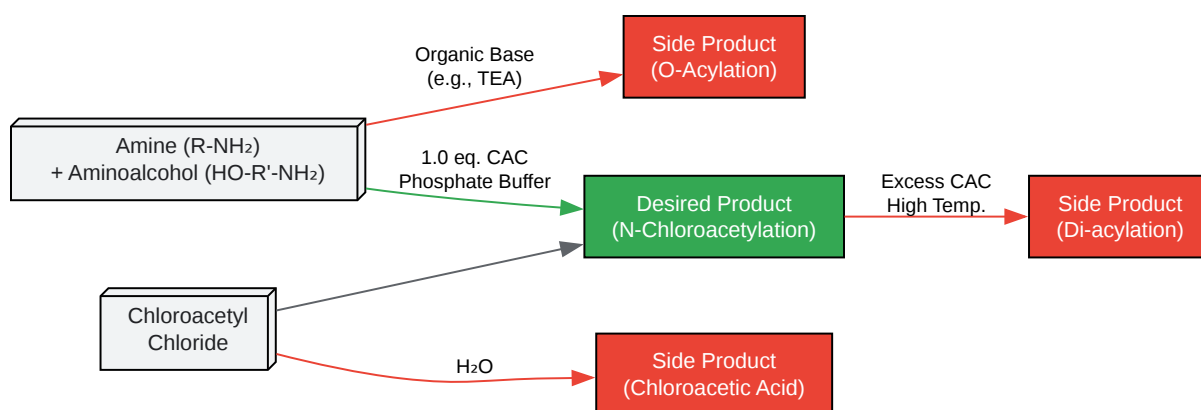 Organic Base
(e.g., TEA)
Side Product
(O-Acylation)
Amine (R-NH₂)
+ Aminoalcohol (HO-R'-NH₂)
1.0 eq. CAC
Phosphate Buffer
Desired Product
(N-Chloroacetylation)
Excess CAC
High Temp.
Side Product
(Di-acylation)
Chloroacetyl
Chloride
H₂O
Side Product
(Chloroacetic Acid)